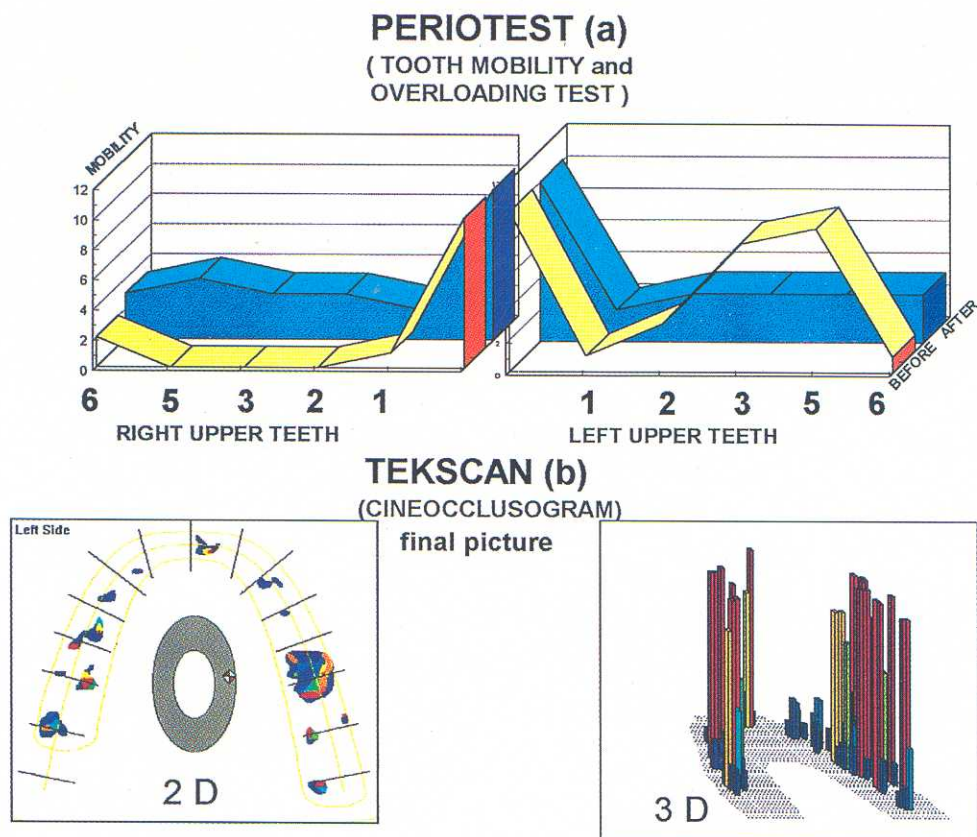 PERIOTEST (a)
( TOOTH MOBILITY and
OVERLOADING TEST )
MOBILITY
12
10
8
6
4
2
0
6 5 3 2 1
RIGHT UPPER TEETH
2
0
1 2 3 5 6
LEFT UPPER TEETH
BEFORE AFTER
TEKSCAN (b)
(CINEOCCLUSOGRAM)
final picture
Left Side
2 D
3 D